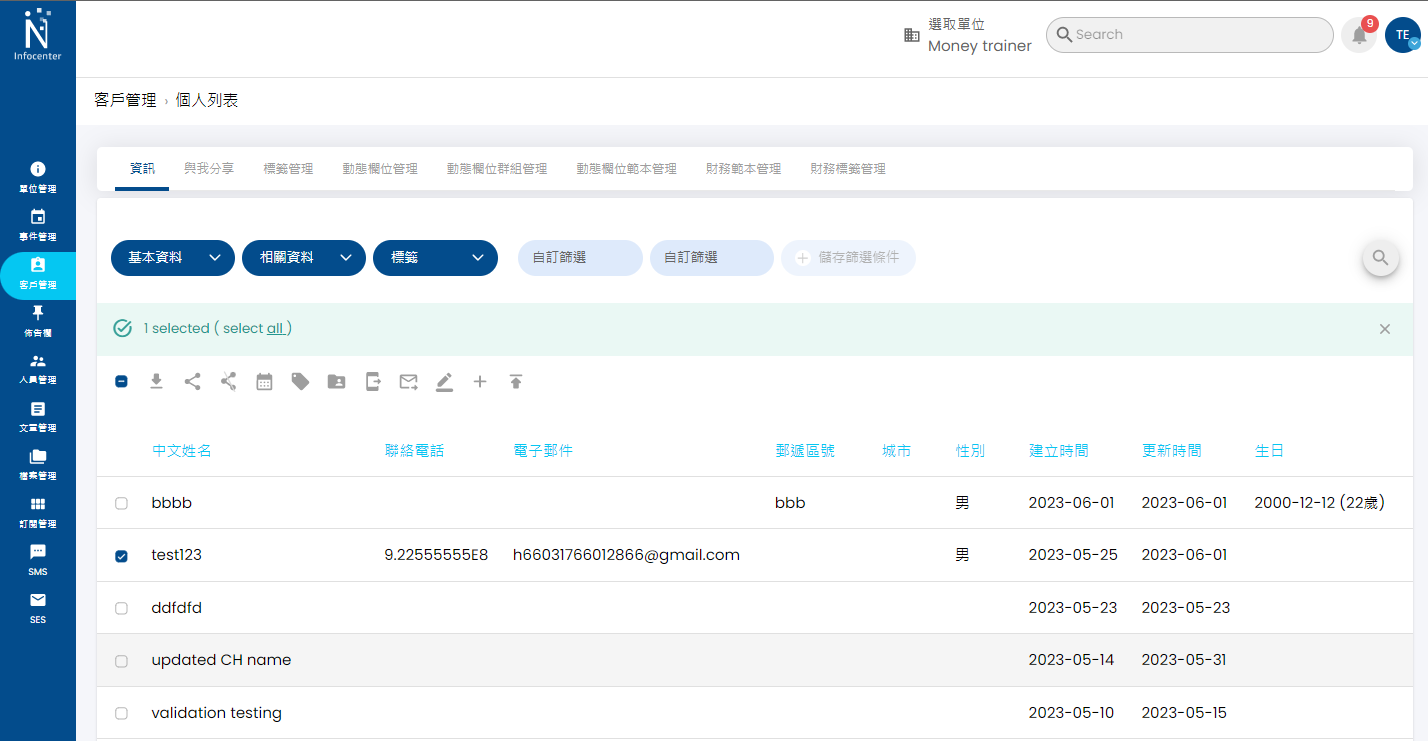 Infocenter
選取單位
Money trainer
Search
9
TE
客戶管理 › 個人列表
單位管理
事件管理
客戶管理
佈告欄
人員管理
文宣管理
檔案管理
訂閱管理
SMS
SES
資訊 與我分享 標籤管理 動態欄位管理 動態欄位群組管理 動態欄位範本管理 財務範本管理 財務標籤管理
基本資料 相關資料 標籤 自訂篩選 自訂篩選 儲存篩選條件
1 selected ( select all )
中文姓名 聯絡電話 電子郵件 郵遞區號 城市 性別 建立時間 更新時間 生日
bbbb bbb 男 2023-06-01 2023-06-01 2000-12-12 (22歲)
test123 9.22555555E8 h66031766012866@gmail.com 男 2023-05-25 2023-06-01
ddfdfd 2023-05-23 2023-05-23
updated CH name 2023-05-14 2023-05-31
validation testing 2023-05-10 2023-05-15